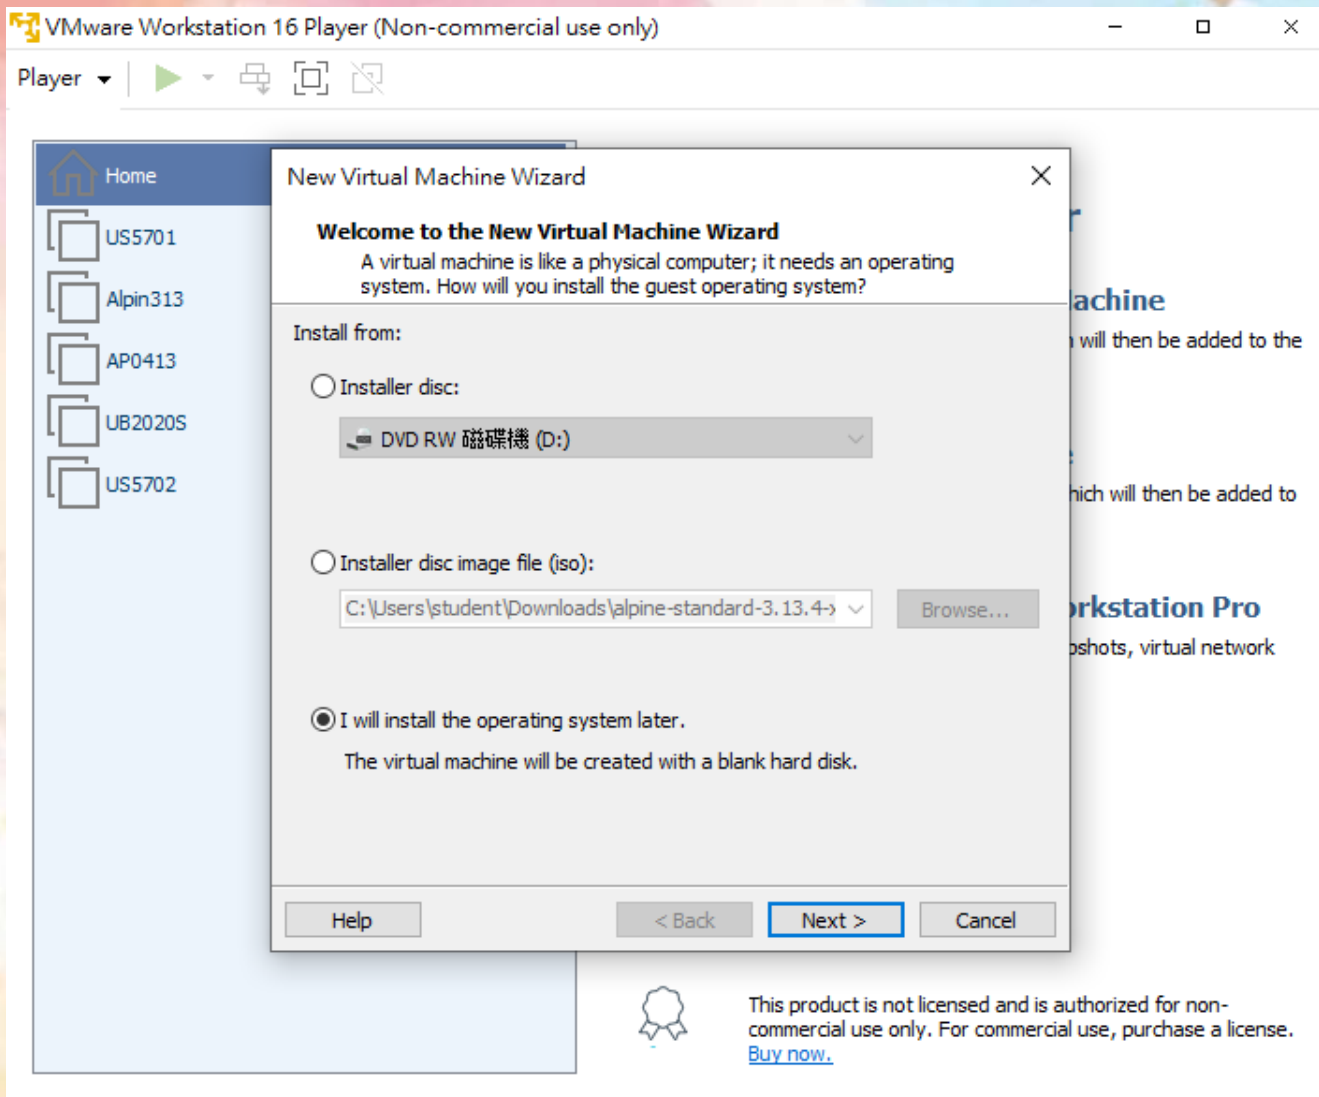 VMware Workstation 16 Player (Non-commercial use only)
Player
Home
US5701
Alpin313
AP0413
UB2020S
US5702
New Virtual Machine Wizard
Welcome to the New Virtual Machine Wizard
A virtual machine is like a physical computer; it needs an operating
system. How will you install the guest operating system?
Install from:
Installer disc:
DVD RW 磁碟機 (D:)
Installer disc image file (iso):
C:\Users\student\Downloads\alpine-standard-3.13.4-x
Browse...
I will install the operating system later.
The virtual machine will be created with a blank hard disk.
Help
< Back
Next >
Cancel
will then be added to the
which will then be added to
orkstation Pro
virtual network
This product is not licensed and is authorized for non-
commercial use only. For commercial use, purchase a license.
Buy now.